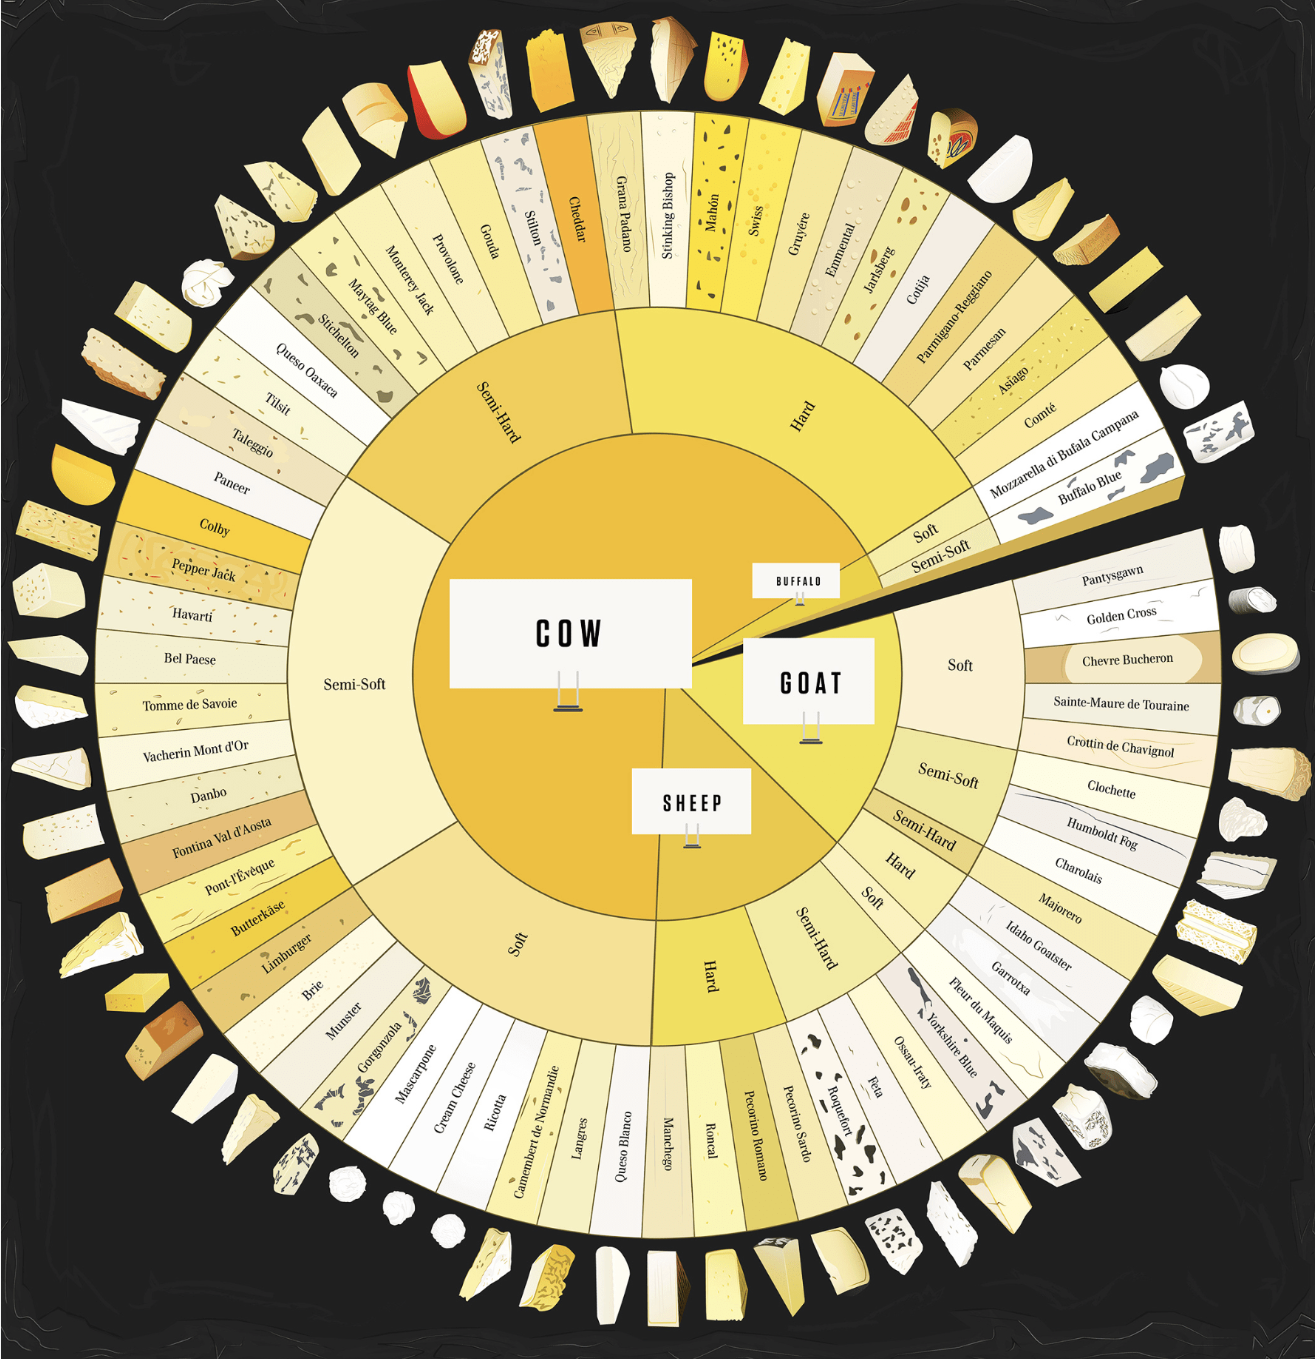 COW
BUFFALO
GOAT
SHEEP
Semi-Hard
Hard
Soft
Semi-Soft
Soft
Semi-Soft
Semi-Hard
Hard
Soft
Semi-Hard
Hard
Soft
Semi-Soft
Grana Padano
Stinking Bishop
Mahón
Swiss
Gruyére
Emmental
Jarlsberg
Cotija
Parmigano-Reggiano
Parmesan
Asiago
Comté
Mozzarella di Bufala Campana
Buffalo Blue
Pantysgawn
Golden Cross
Chevre Bucheron
Sainte-Maure de Touraine
Crottin de Chavignol
Clochette
Humboldt Fog
Charolais
Majorero
Idaho Goatster
Garrotxa
Fleur du Maquis
Yorkshire Blue
Ossau-Iraty
Feta
Roquefort
Pecorino Sardo
Pecorino Romano
Roncal
Manchego
Queso Blanco
Langres
Camembert de Normandie
Ricotta
Cream Cheese
Mascarpone
Gorgonzola
Munster
Brie
Limburger
Butterkäse
Pont-l'Évèque
Fontina Val d'Aosta
Danbo
Vacherin Mont d'Or
Tomme de Savoie
Bel Paese
Havarti
Pepper Jack
Colby
Paneer
Taleggio
Tilsit
Queso Oaxaca
Stichelton
Maytag Blue
Monterey Jack
Provolone
Gouda
Stilton
Cheddar